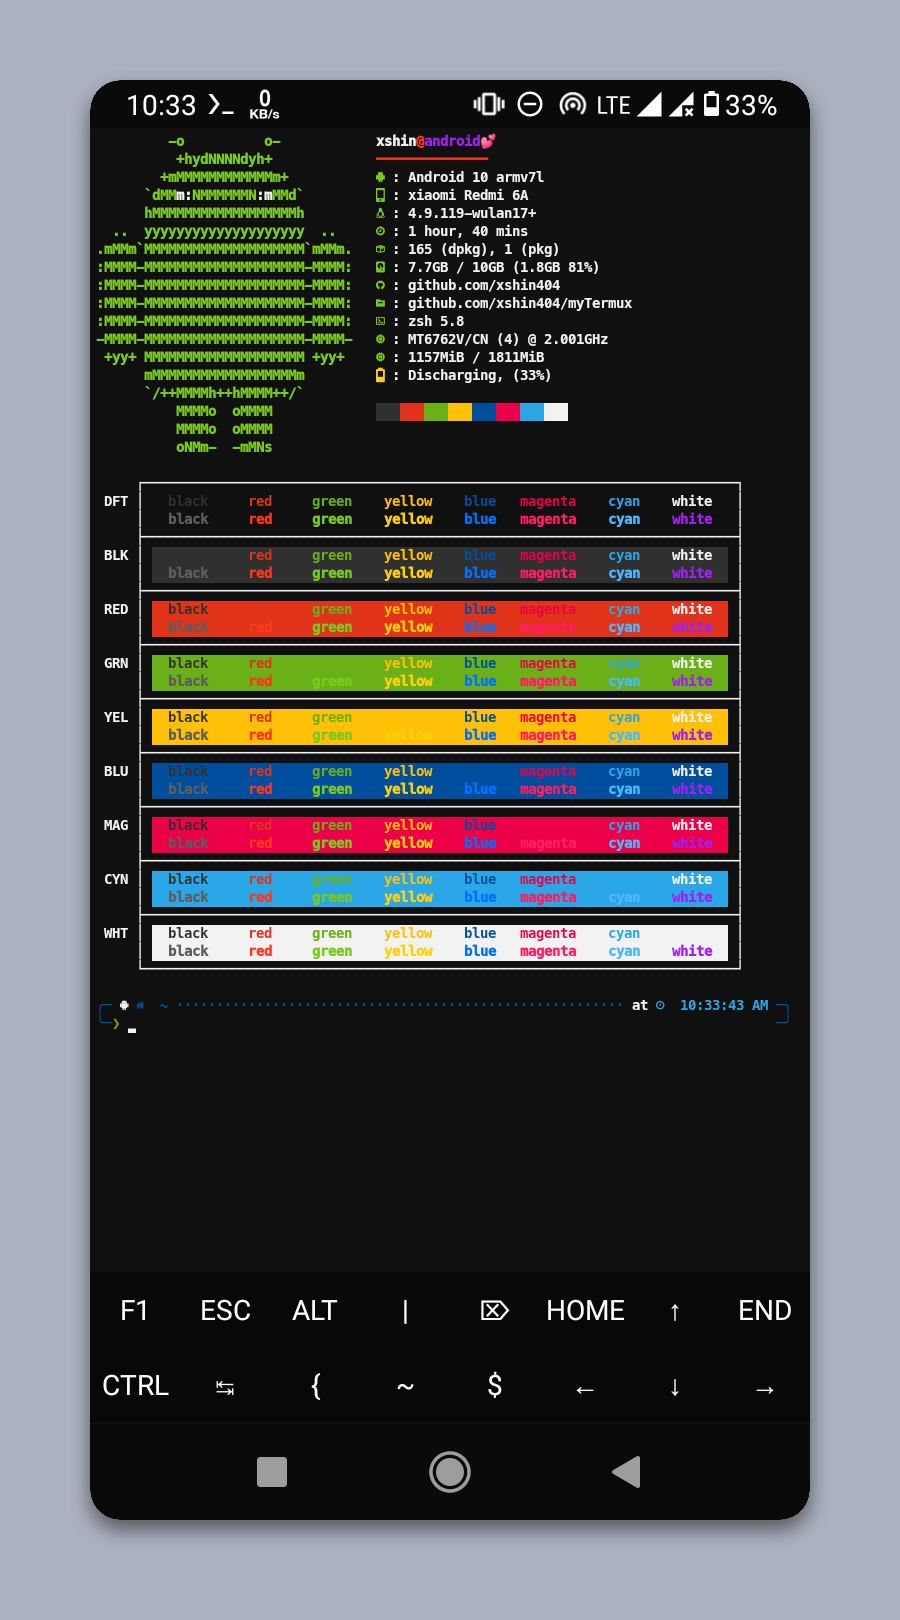 10:33 0 KB/s LTE 33%
-o o-
+hydNNNNdyh+
+mMMMMMMMMMMMMm+
`dMMm:NMMMMMMN:mMMd`
hMMMMMMMMMMMMMMMMMMh
.. yyyyyyyyyyyyyyyyyyyy ..
.mMMm`MMMMMMMMMMMMMMMMMMMM`mMMm.
:MMMM-MMMMMMMMMMMMMMMMMMMM-MMMM:
:MMMM-MMMMMMMMMMMMMMMMMMMM-MMMM:
:MMMM-MMMMMMMMMMMMMMMMMMMM-MMMM:
:MMMM-MMMMMMMMMMMMMMMMMMMM-MMMM:
-MMMM-MMMMMMMMMMMMMMMMMMMM-MMMM-
+yy+ MMMMMMMMMMMMMMMMMMMM +yy+
mMMMMMMMMMMMMMMMMMMm
`/++MMMMh++hMMMM++/`
MMMMo oMMMM
MMMMo oMMMM
oNMm- -mMNs
xshin@android💕
: Android 10 armv7l
: xiaomi Redmi 6A
: 4.9.119-wulan17+
: 1 hour, 40 mins
: 165 (dpkg), 1 (pkg)
: 7.7GB / 10GB (1.8GB 81%)
: github.com/xshin404
: github.com/xshin404/myTermux
: zsh 5.8
: MT6762V/CN (4) @ 2.001GHz
: 1157MiB / 1811MiB
: Discharging, (33%)
DFT black red green yellow blue magenta cyan white
black red green yellow blue magenta cyan white
BLK red green yellow blue magenta cyan white
black red green yellow blue magenta cyan white
RED black green yellow blue magenta cyan white
black red green yellow blue magenta cyan white
GRN black red yellow blue magenta cyan white
black red green yellow blue magenta cyan white
YEL black red green blue magenta cyan white
black red green yellow blue magenta cyan white
BLU black red green yellow magenta cyan white
black red green yellow blue magenta cyan white
MAG black red green yellow blue cyan white
black red green yellow blue magenta cyan white
CYN black red green yellow blue magenta white
black red green yellow blue magenta cyan white
WHT black red green yellow blue magenta cyan
black red green yellow blue magenta cyan white
~ at 10:33:43 AM
❯
F1 ESC ALT | ⌦ HOME ↑ END
CTRL ↹ { ~ $ ← ↓ →